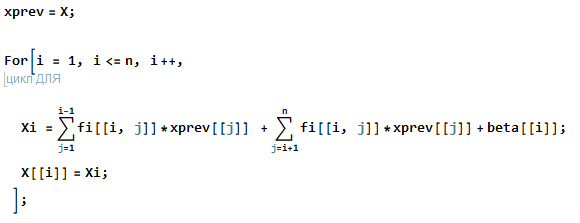 xprev = X;
For[i = 1, i <= n, i++,
цикл ДЛЯ
Xi = ∑_{j=1}^{i-1} fi[[i, j]]*xprev[[j]] + ∑_{j=i+1}^{n} fi[[i, j]]*xprev[[j]] + beta[[i]];
X[[i]] = Xi;
];